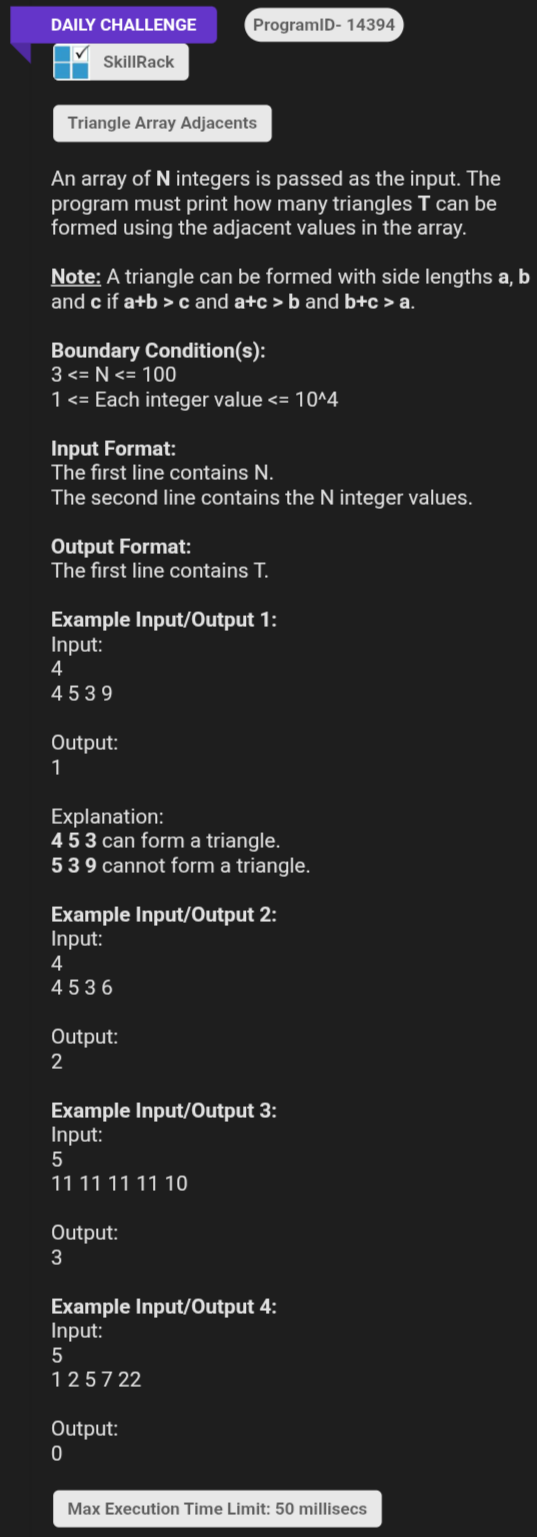 DAILY CHALLENGE
ProgramID- 14394
SkillRack
Triangle Array Adjacents
An array of N integers is passed as the input. The
program must print how many triangles T can be
formed using the adjacent values in the array.
Note: A triangle can be formed with side lengths a, b
and c if a+b > c and a+c > b and b+c > a.
Boundary Condition(s):
3 <= N <= 100
1 <= Each integer value <= 10^4
Input Format:
The first line contains N.
The second line contains the N integer values.
Output Format:
The first line contains T.
Example Input/Output 1:
Input:
4
4 5 3 9
Output:
1
Explanation:
4 5 3 can form a triangle.
5 3 9 cannot form a triangle.
Example Input/Output 2:
Input:
4
4 5 3 6
Output:
2
Example Input/Output 3:
Input:
5
11 11 11 11 10
Output:
3
Example Input/Output 4:
Input:
5
1 2 5 7 22
Output:
0
Max Execution Time Limit: 50 millisecs